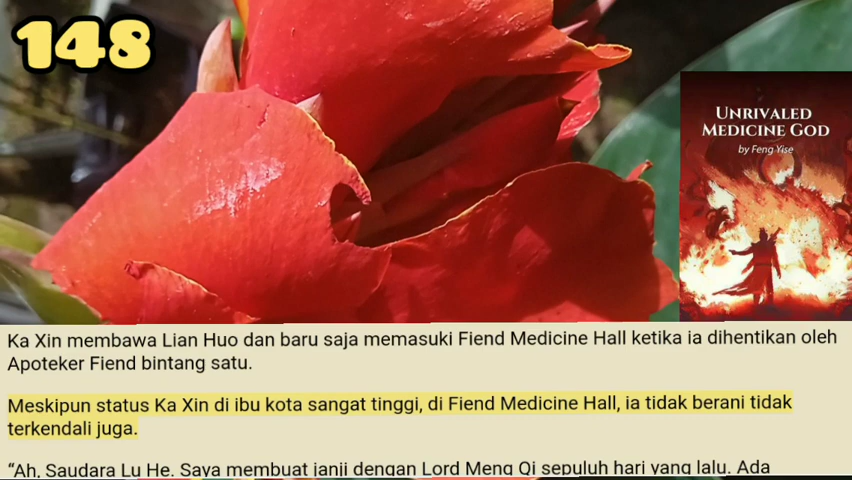 148
UNRIVALED
MEDICINE GOD
by Feng Yise
Ka Xin membawa Lian Huo dan baru saja memasuki Fiend Medicine Hall ketika ia dihentikan oleh
Apoteker Fiend bintang satu.
Meskipun status Ka Xin di ibu kota sangat tinggi, di Fiend Medicine Hall, ia tidak berani tidak
terkendali juga.
“Ah, Saudara Lu He. Saya membuat janji dengan Lord Meng Qi sepuluh hari yang lalu. Ada